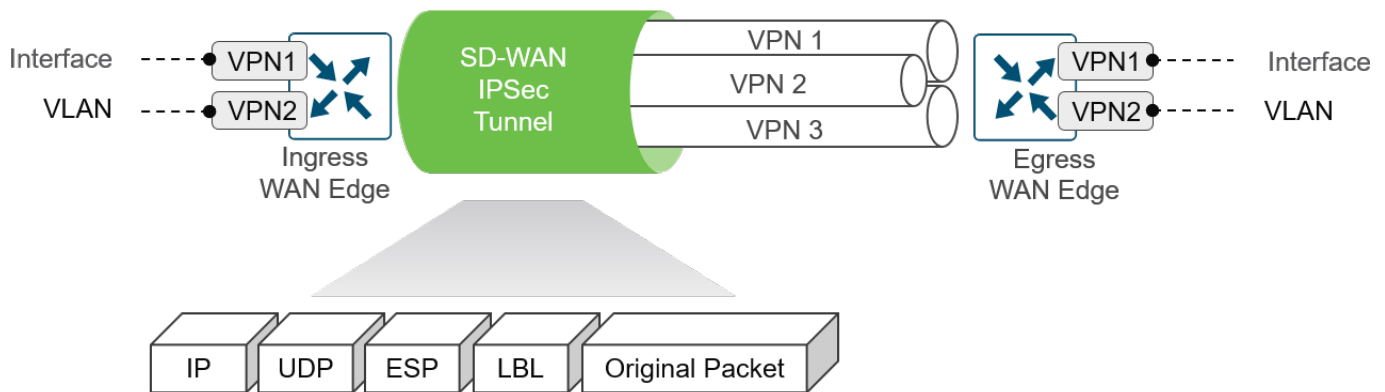 Interface
VPN1
VLAN
VPN2
Ingress
WAN Edge
SD-WAN
IPSec
Tunnel
VPN 1
VPN 2
VPN 3
VPN1
Interface
VPN2
VLAN
Egress
WAN Edge
IP
UDP
ESP
LBL
Original Packet